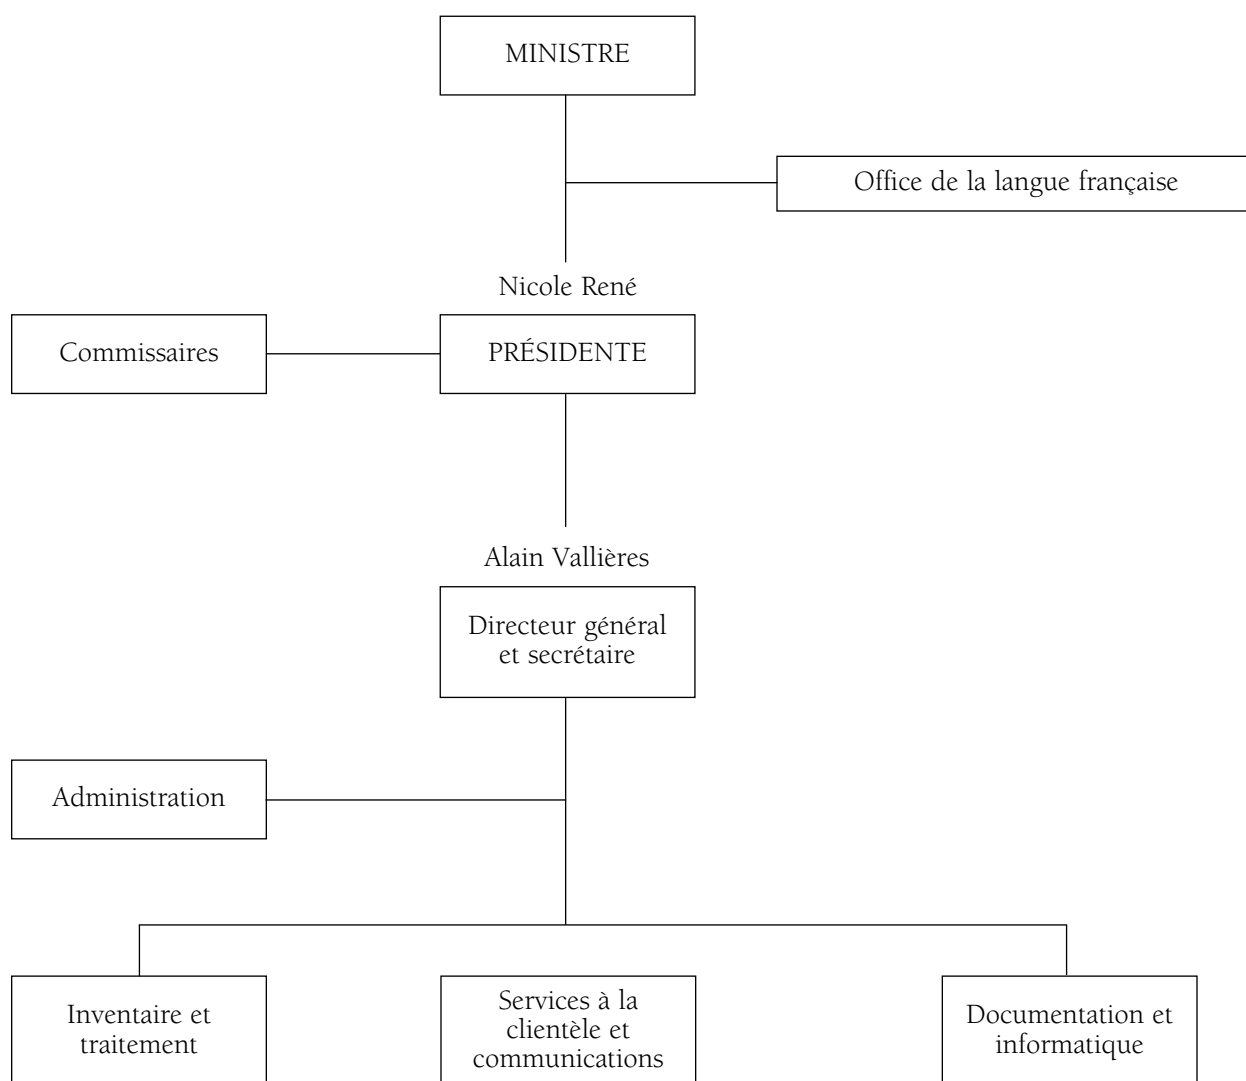 MINISTRE
Office de la langue française
Nicole René
Commissaires
PRÉSIDENTE
Alain Vallières
Directeur général
et secrétaire
Administration
Inventaire et
traitement
Services à la
clientèle et
communications
Documentation et
informatique